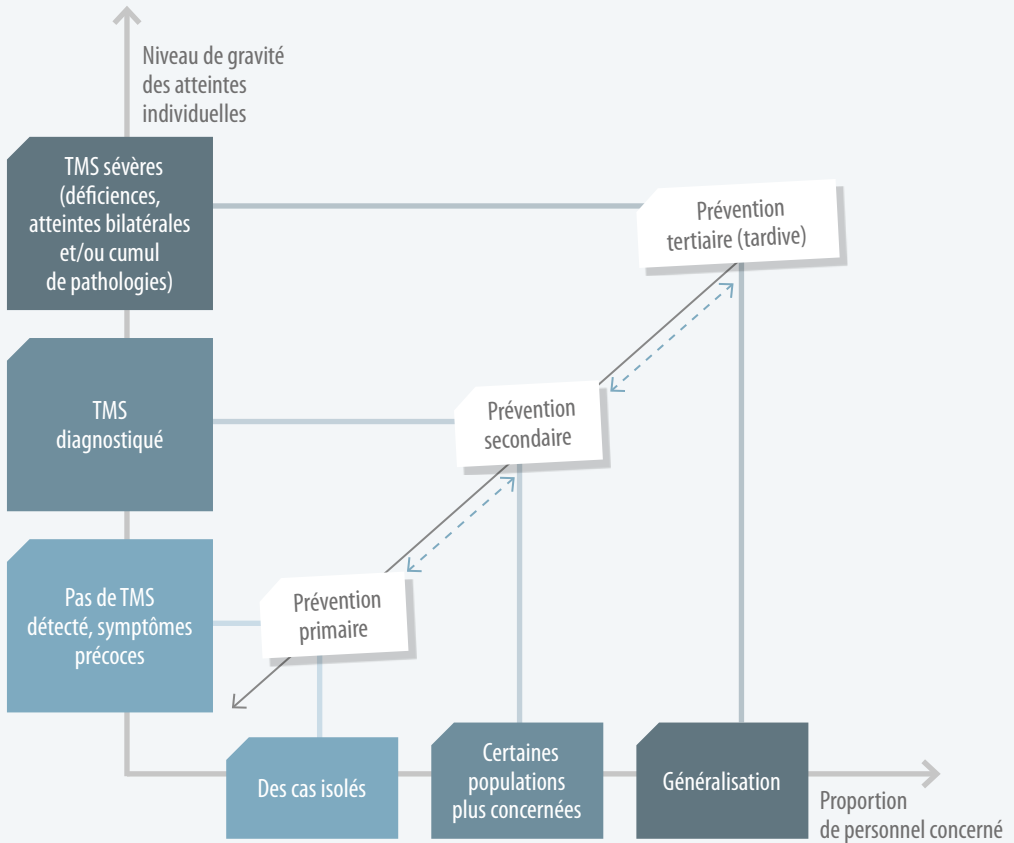 Niveau de gravité
des atteintes
individuelles
TMS sévères
(déficiences,
atteintes bilatérales
et/ou cumul
de pathologies)
Prévention
tertiaire (tardive)
TMS
diagnostiqué
Prévention
secondaire
Pas de TMS
détecté, symptômes
précoces
Prévention
primaire
Des cas isolés
Certaines
populations
plus concernées
Généralisation
Proportion
de personnel concerné